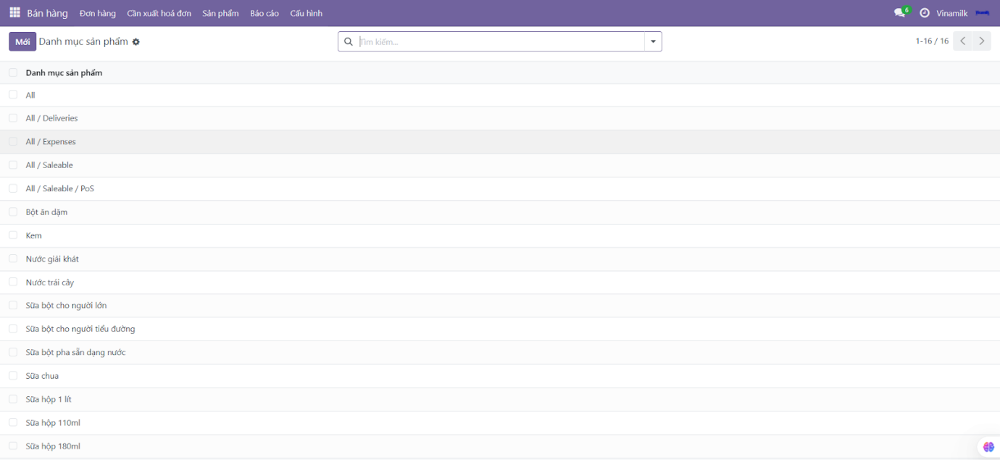 Bán hàng Đơn hàng Cần xuất hoá đơn Sản phẩm Báo cáo Cấu hình 6 Vinamilk
Mới Danh mục sản phẩm Tìm kiếm... 1-16 / 16
Danh mục sản phẩm
All
All / Deliveries
All / Expenses
All / Saleable
All / Saleable / PoS
Bột ăn dặm
Kem
Nước giải khát
Nước trái cây
Sữa bột cho người lớn
Sữa bột cho người tiểu đường
Sữa bột pha sẵn dạng nước
Sữa chua
Sữa hộp 1 lít
Sữa hộp 110ml
Sữa hộp 180ml